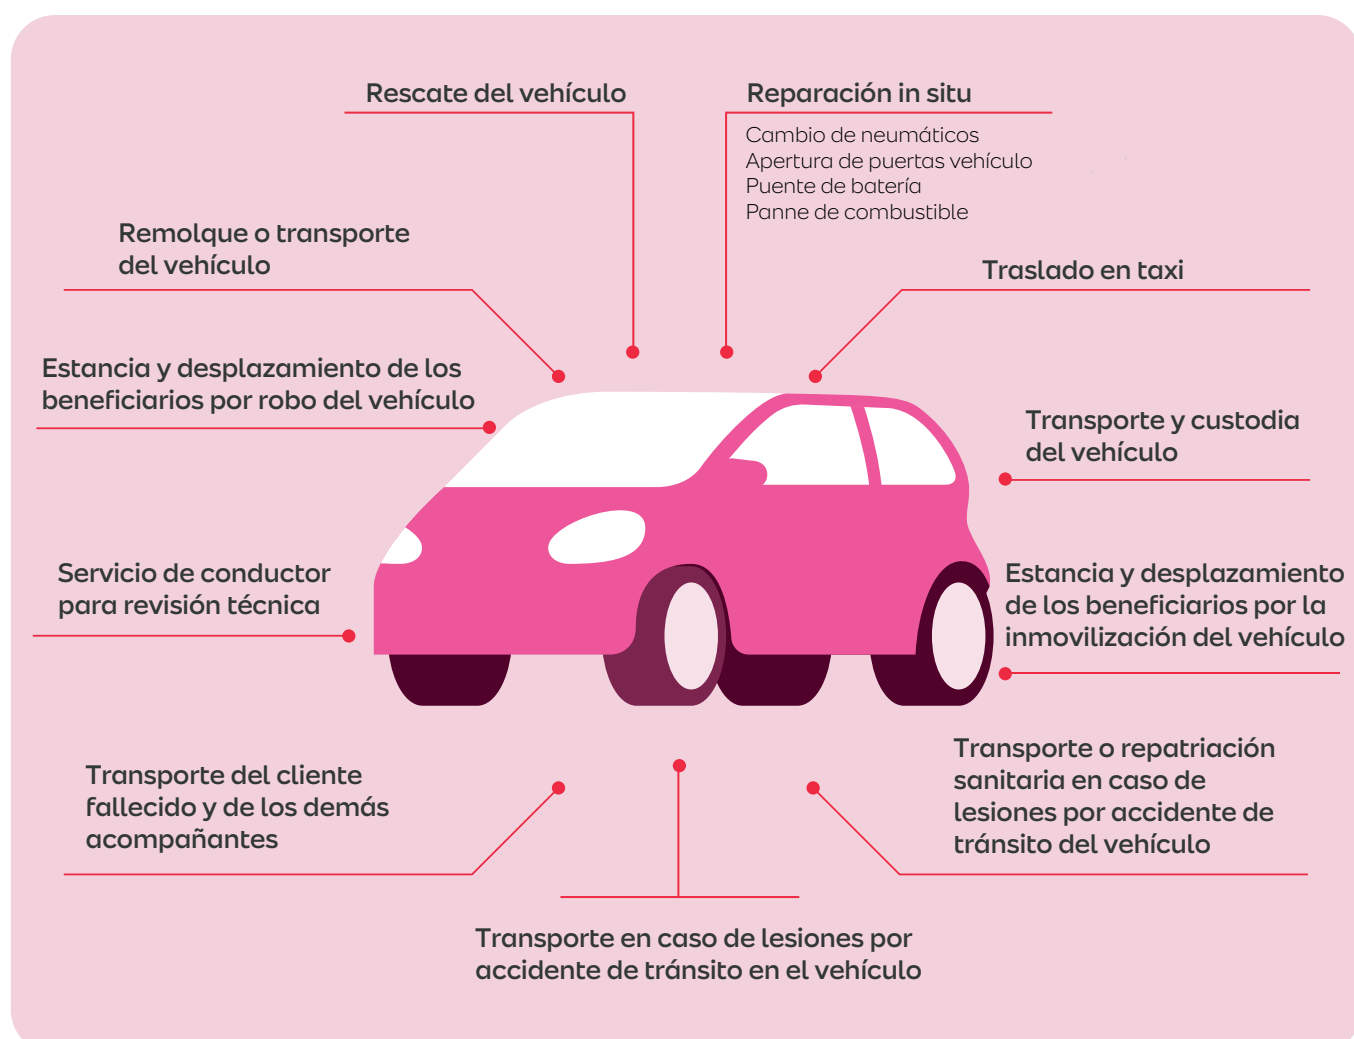 Rescate del vehículo
Reparación in situ
Cambio de neumáticos
Apertura de puertas vehículo
Puente de batería
Panne de combustible
Remolque o transporte
del vehículo
Traslado en taxi
Estancia y desplazamiento de los
beneficiarios por robo del vehículo
Transporte y custodia
del vehículo
Servicio de conductor
para revisión técnica
Estancia y desplazamiento
de los beneficiarios por la
inmovilización del vehículo
Transporte del cliente
fallecido y de los demás
acompañantes
Transporte o repatriación
sanitaria en caso de
lesiones por accidente de
tránsito del vehículo
Transporte en caso de lesiones por
accidente de tránsito en el vehículo